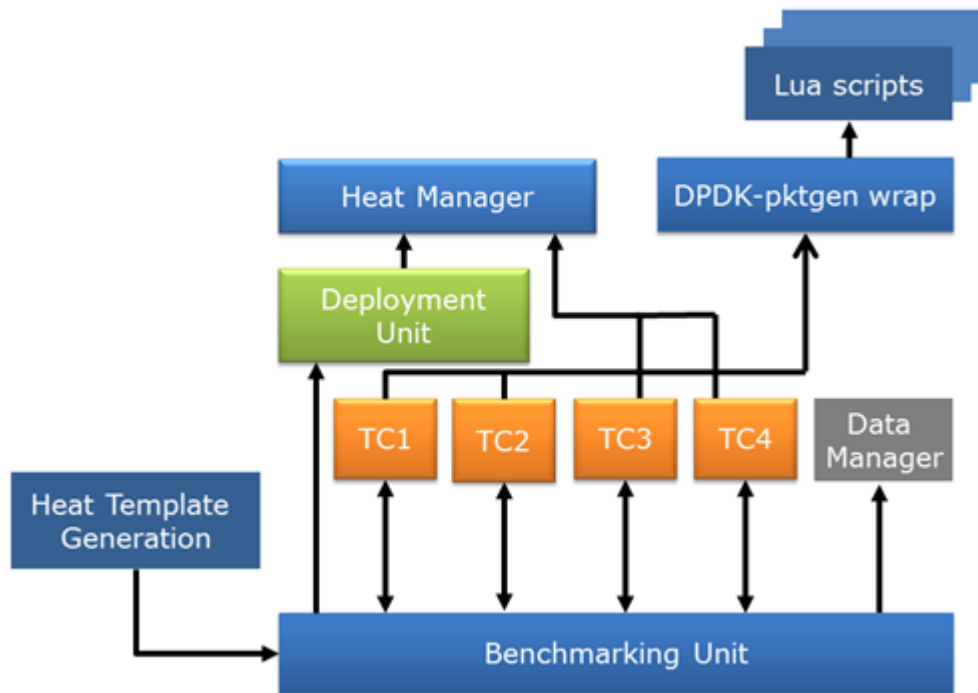 Lua scripts
Heat Manager
DPDK-pktgen wrap
Deployment
Unit
TC1
TC2
TC3
TC4
Data
Manager
Heat Template
Generation
Benchmarking Unit